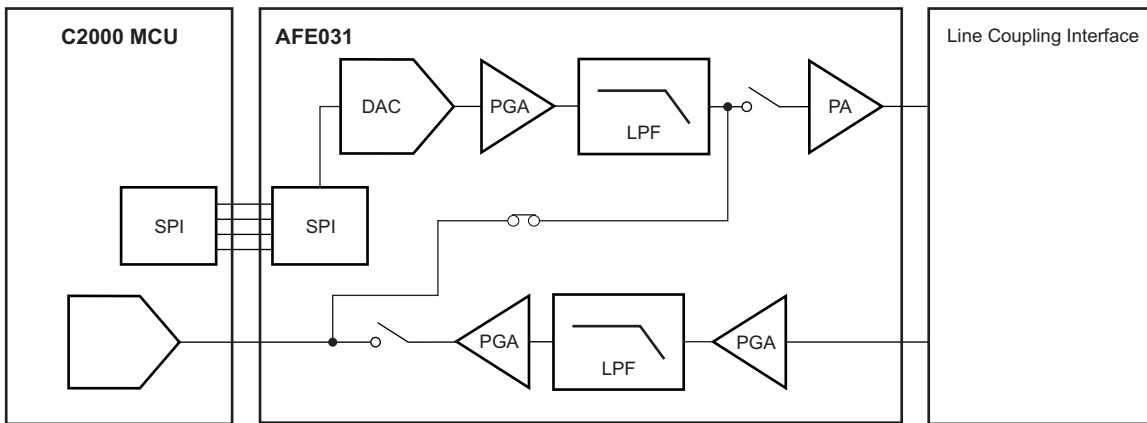 C2000 MCU
AFE031
Line Coupling Interface
DAC
PGA
LPF
PA
SPI
SPI
PGA
LPF
PGA